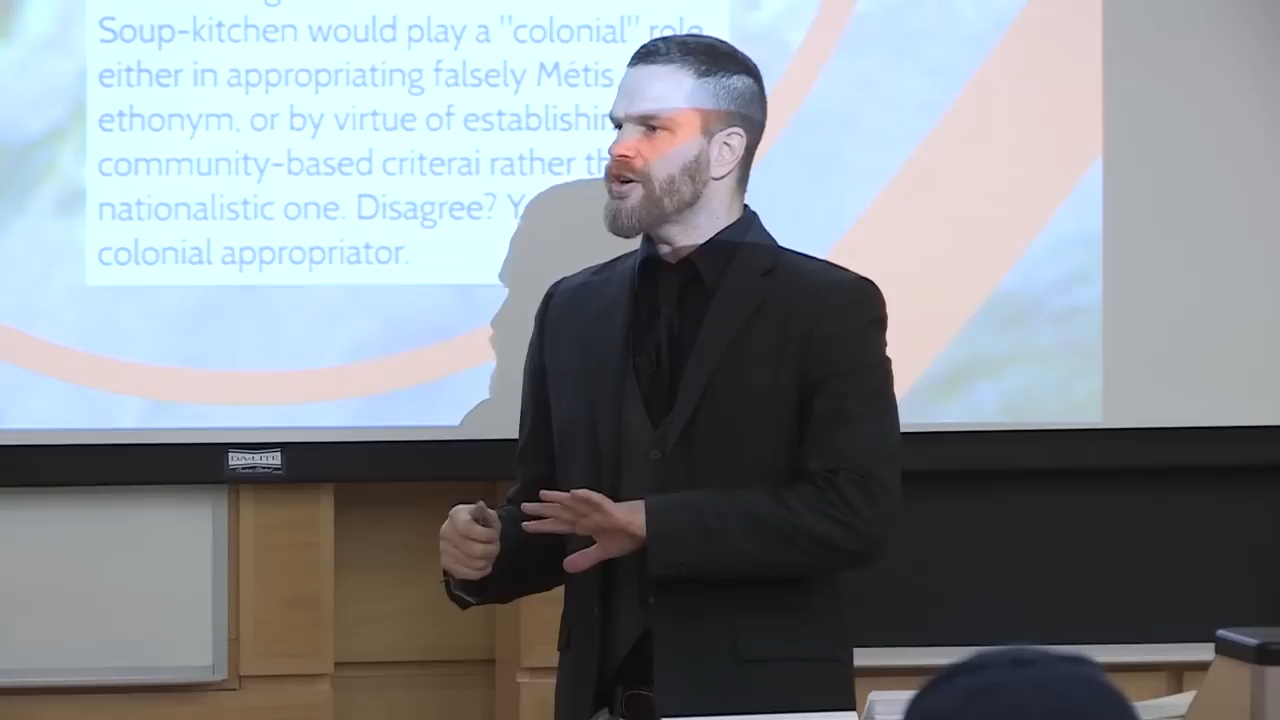 Soup-kitchen would play a "colonial" role
either in appropriating falsely Métis
ethonym, or by virtue of establishin
community-based criterai rather th
nationalistic one. Disagree? Y
colonial appropriator.
DA-LITE